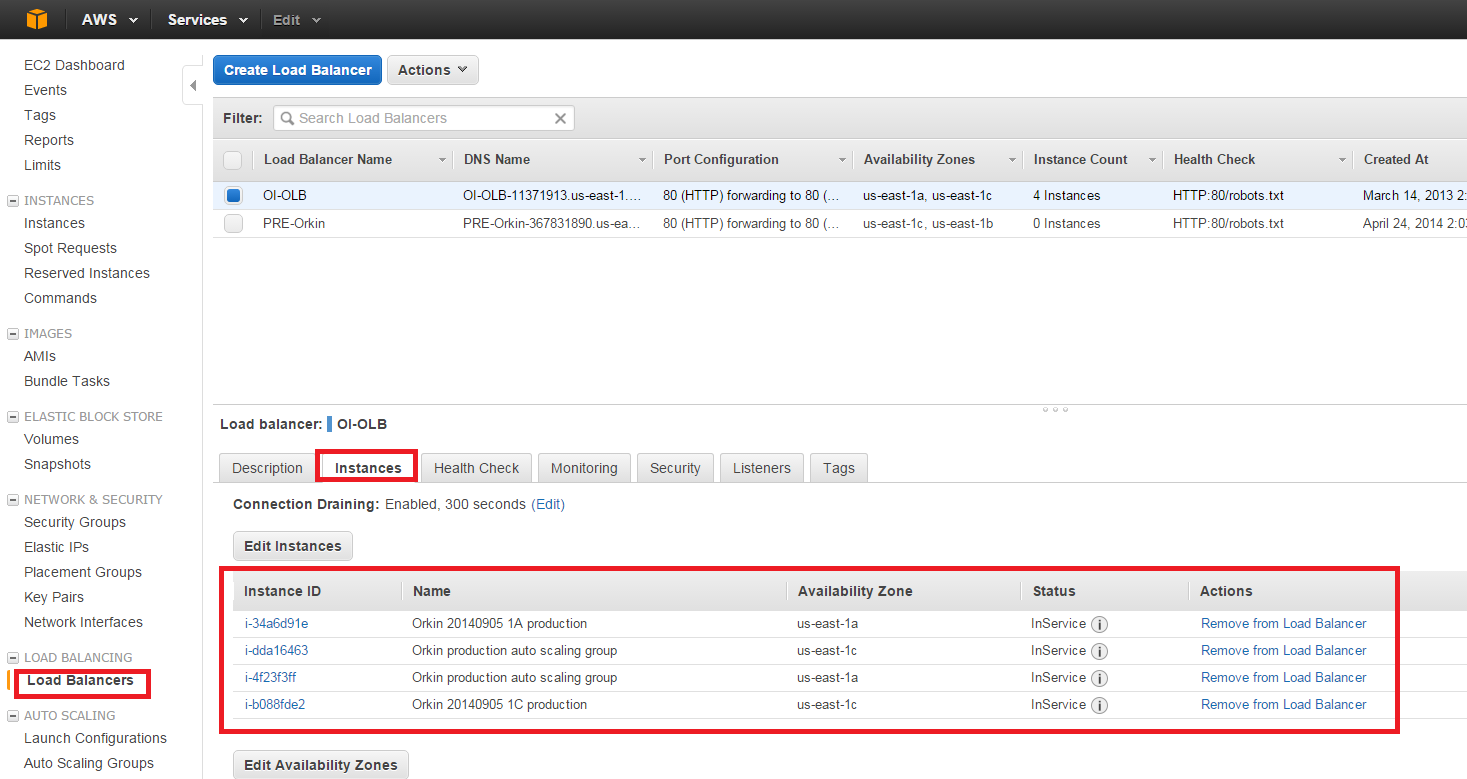 AWS Services Edit
EC2 Dashboard
Events
Tags
Reports
Limits
INSTANCES
Instances
Spot Requests
Reserved Instances
Commands
IMAGES
AMIs
Bundle Tasks
ELASTIC BLOCK STORE
Volumes
Snapshots
NETWORK & SECURITY
Security Groups
Elastic IPs
Placement Groups
Key Pairs
Network Interfaces
LOAD BALANCING
Load Balancers
AUTO SCALING
Launch Configurations
Auto Scaling Groups
Create Load Balancer Actions
Filter: Search Load Balancers
Load Balancer Name DNS Name Port Configuration Availability Zones Instance Count Health Check Created At
OI-OLB OI-OLB-11371913.us-east-1.... 80 (HTTP) forwarding to 80 (... us-east-1a, us-east-1c 4 Instances HTTP:80/robots.txt March 14, 2013 2:
PRE-Orkin PRE-Orkin-367831890.us-ea... 80 (HTTP) forwarding to 80 (... us-east-1c, us-east-1b 0 Instances HTTP:80/robots.txt April 24, 2014 2:03
Load balancer: OI-OLB
Description Instances Health Check Monitoring Security Listeners Tags
Connection Draining: Enabled, 300 seconds (Edit)
Edit Instances
Instance ID Name Availability Zone Status Actions
i-34a6d91e Orkin 20140905 1A production us-east-1a InService i Remove from Load Balancer
i-dda16463 Orkin production auto scaling group us-east-1c InService i Remove from Load Balancer
i-4f23f3ff Orkin production auto scaling group us-east-1a InService i Remove from Load Balancer
i-b088fde2 Orkin 20140905 1C production us-east-1c InService i Remove from Load Balancer
Edit Availability Zones